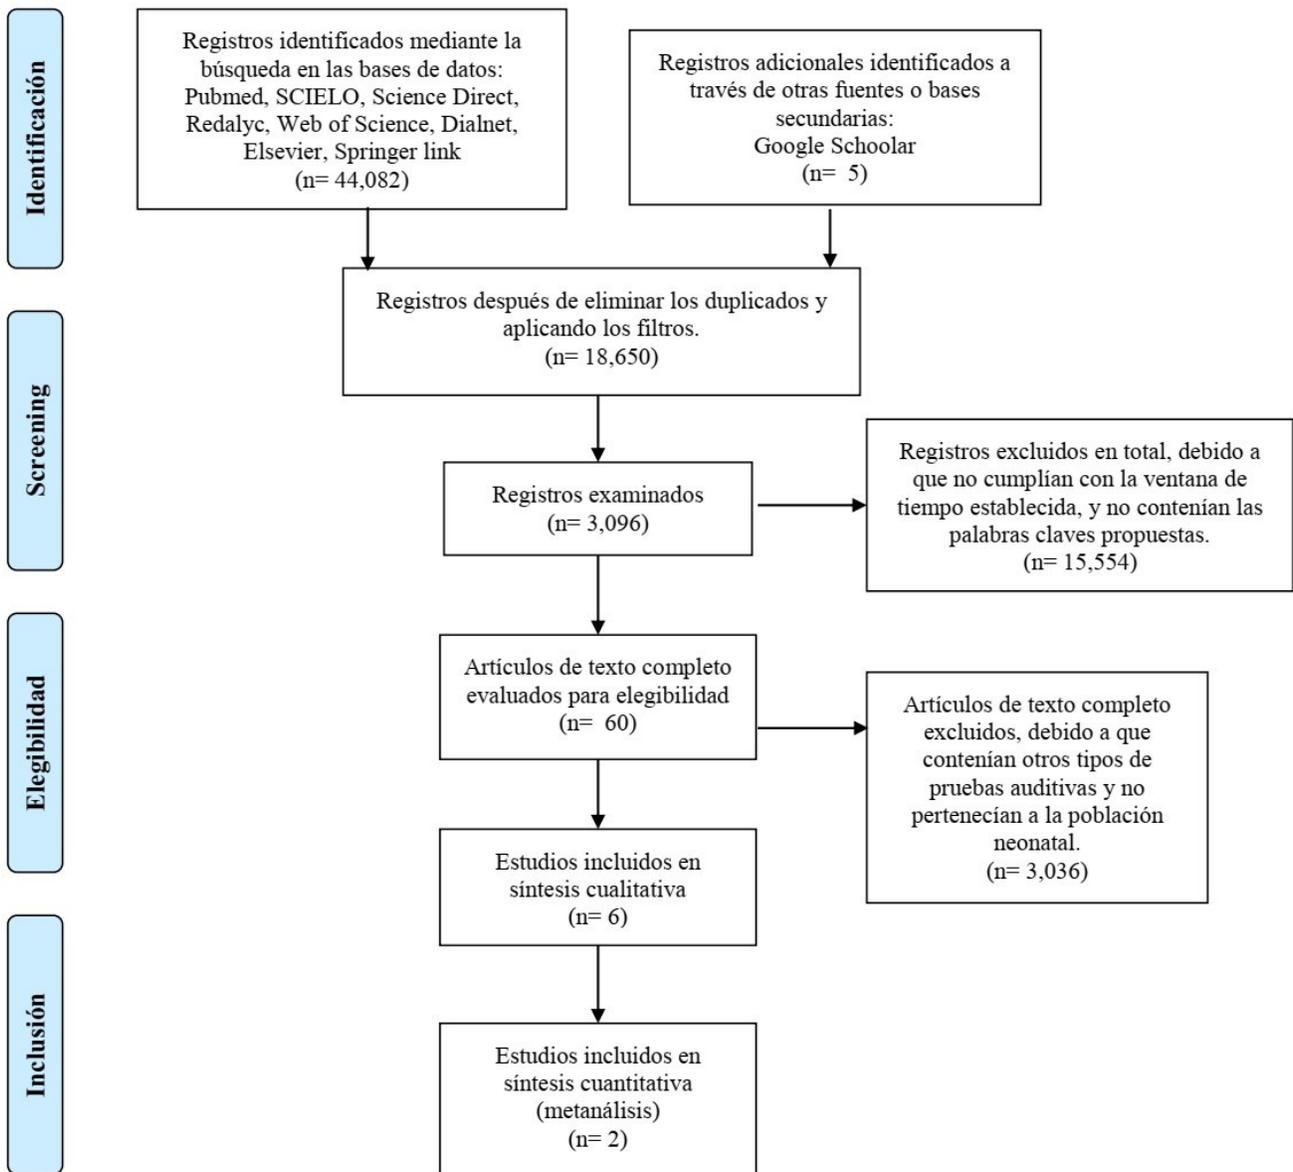 Identificación
Registros identificados mediante la
búsqueda en las bases de datos:
Pubmed, SCIELO, Science Direct,
Redalyc, Web of Science, Dialnet,
Elsevier, Springer link
(n= 44,082)
Registros adicionales identificados a
través de otras fuentes o bases
secundarias:
Google Schoolar
(n=  5)
Registros después de eliminar los duplicados y
aplicando los filtros.
(n= 18,650)
Screening
Registros examinados
(n= 3,096)
Registros excluidos en total, debido a
que no cumplían con la ventana de
tiempo establecida, y no contenían las
palabras claves propuestas.
(n= 15,554)
Elegibilidad
Artículos de texto completo
evaluados para elegibilidad
(n=  60)
Artículos de texto completo
excluidos, debido a que
contenían otros tipos de
pruebas auditivas y no
pertenecían a la población
neonatal.
(n= 3,036)
Estudios incluidos en
síntesis cualitativa
(n= 6)
Inclusión
Estudios incluidos en
síntesis cuantitativa
(metanálisis)
(n= 2)